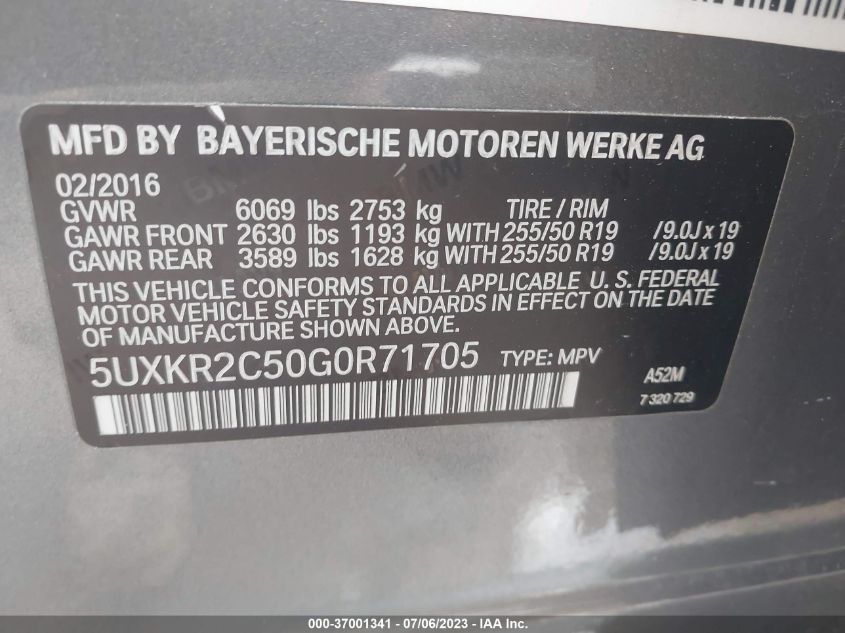 MFD BY BAYERISCHE MOTOREN WERKE AG
02/2016
GVWR 6069 lbs 2753 kg TIRE / RIM
GAWR FRONT 2630 lbs 1193 kg WITH 255/50 R19 /9.0J x 19
GAWR REAR 3589 lbs 1628 kg WITH 255/50 R19 /9.0J x 19
THIS VEHICLE CONFORMS TO ALL APPLICABLE U. S. FEDERAL
MOTOR VEHICLE SAFETY STANDARDS IN EFFECT ON THE DATE
OF MANUFACTURE SHOWN ABOVE.
5UXKR2C50G0R71705 TYPE: MPV
A52M
7 320 729
000-37001341 - 07/06/2023 - IAA Inc.